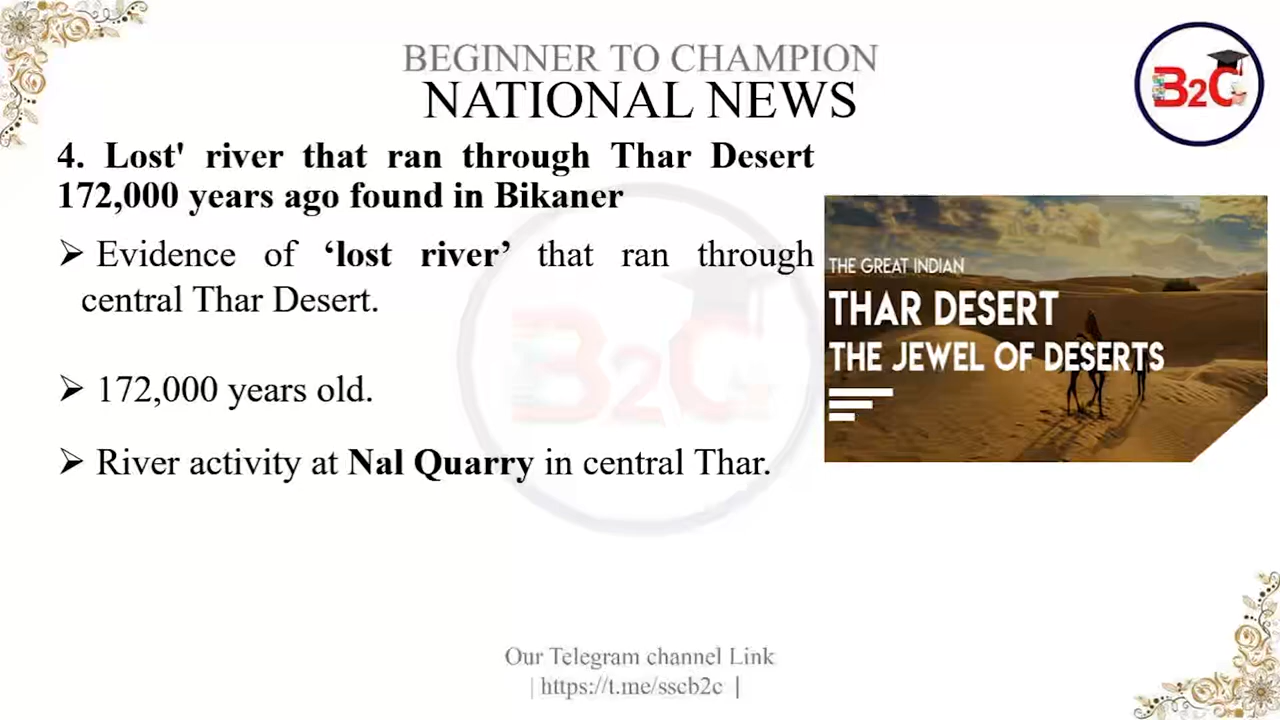 BEGINNER TO CHAMPION
NATIONAL NEWS
B2C
4. Lost' river that ran through Thar Desert
172,000 years ago found in Bikaner
➢ Evidence of ‘lost river’ that ran through
central Thar Desert.
➢ 172,000 years old.
➢ River activity at Nal Quarry in central Thar.
THE GREAT INDIAN
THAR DESERT
THE JEWEL OF DESERTS
B2C
Our Telegram channel Link
| https://t.me/sscb2c |